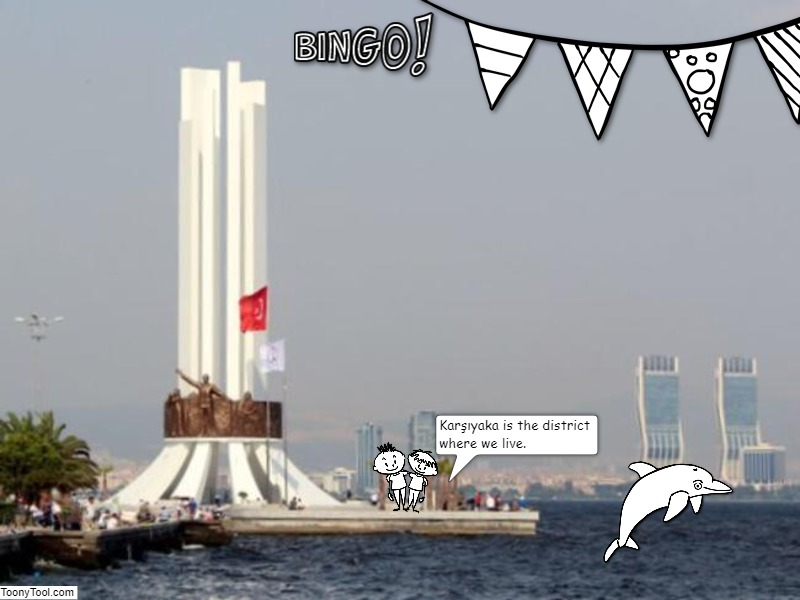 BINGO!
Karşıyaka is the district
where we live.
ToonyTool.com